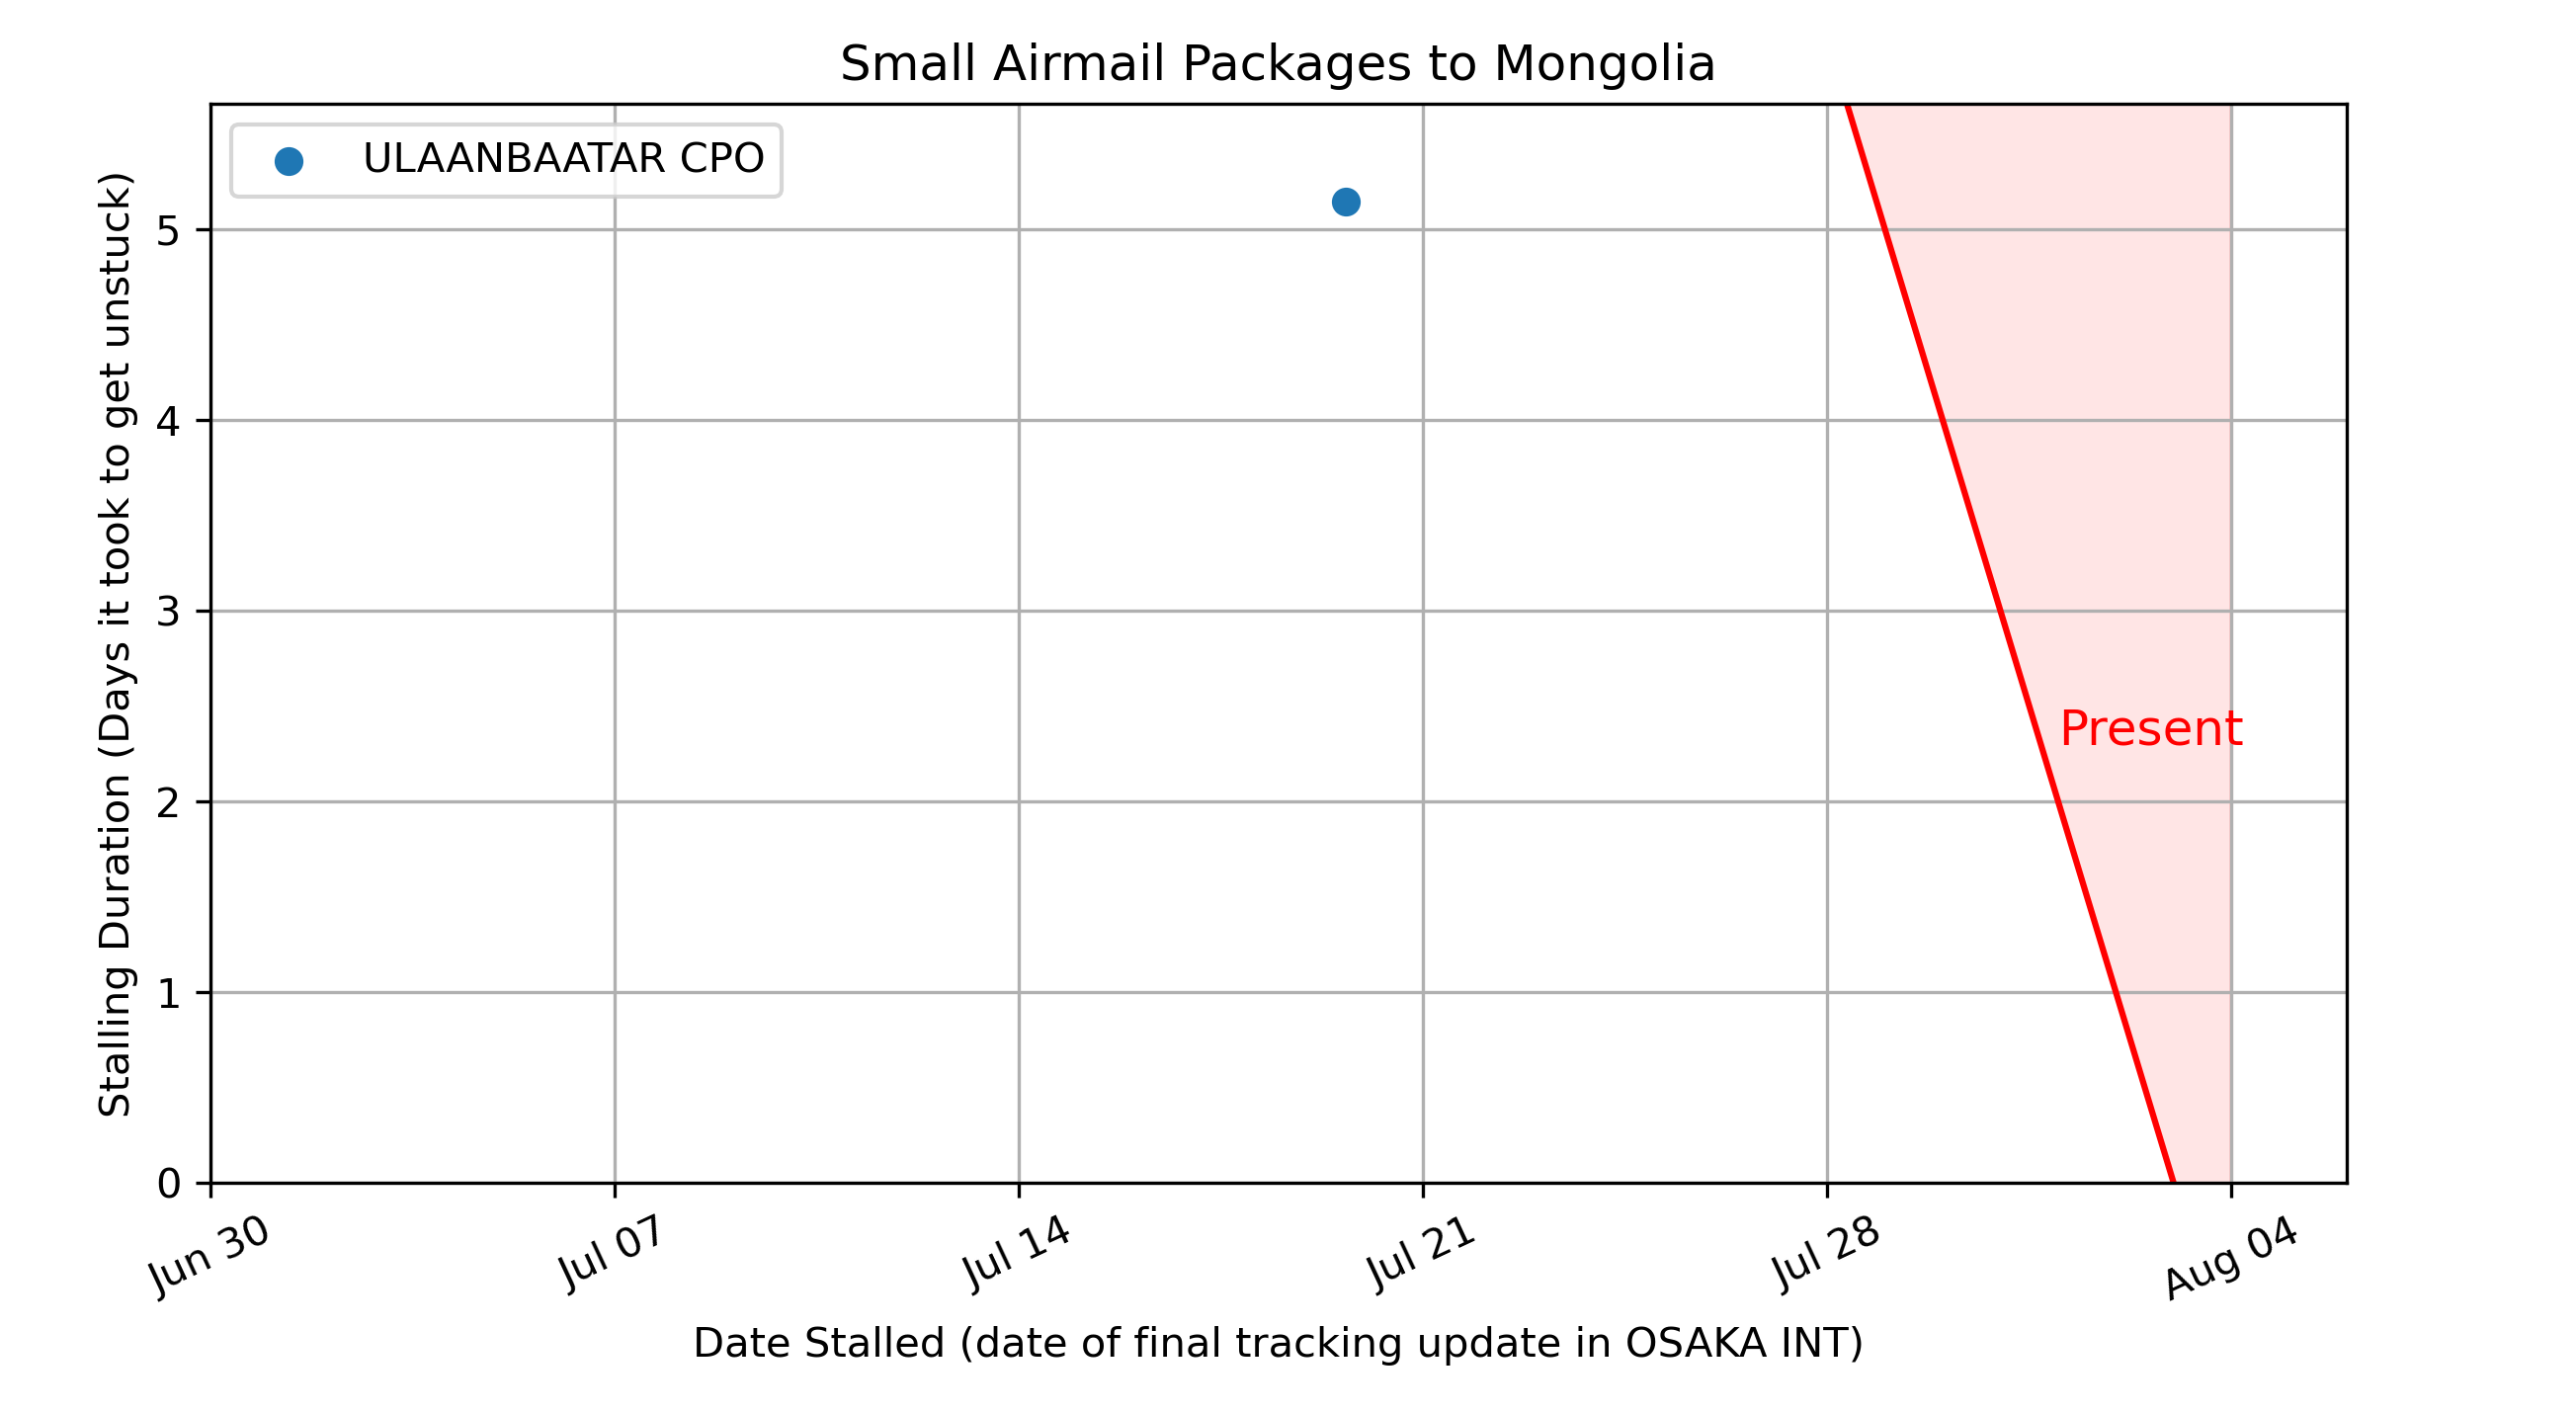 Small Airmail Packages to Mongolia
ULAANBAATAR CPO
Stalling Duration (Days it took to get unstuck)
5
4
3
2
1
0
Present
Jun 30
Jul 07
Jul 14
Jul 21
Jul 28
Aug 04
Date Stalled (date of final tracking update in OSAKA INT)